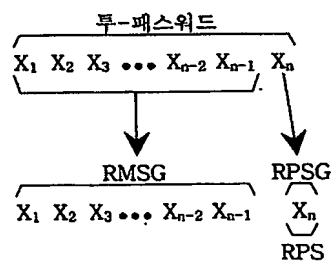 투-패스워드
X1 X2 X3 ••• Xn-2 Xn-1 Xn
RMSG RPSG
X1 X2 X3 ••• Xn-2 Xn-1 Xn
RPS